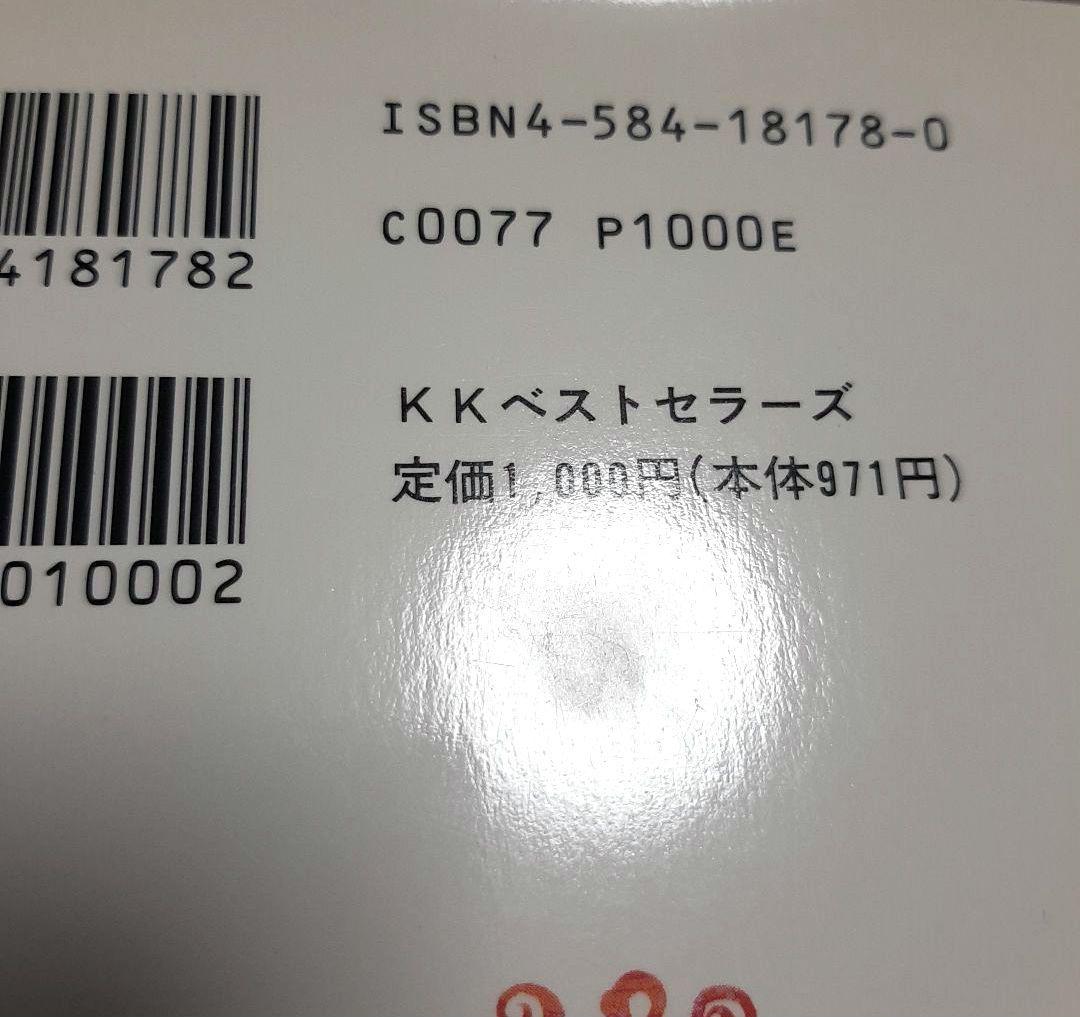 ISBN4-584-18178-0
C0077 P1000E
4181782
KKベストセラーズ
定価1,000円(本体971円)
010002